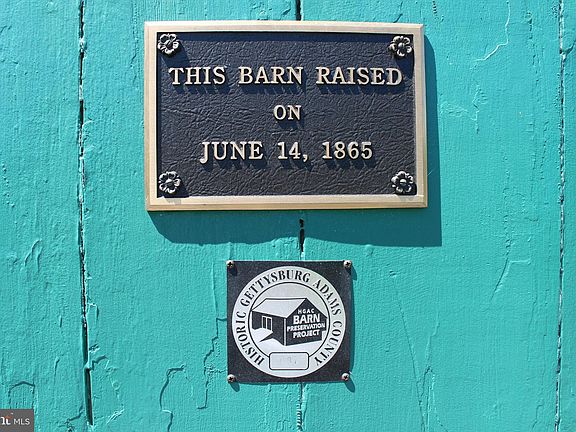 THIS BARN RAISED
ON
JUNE 14, 1865
HISTORIC GETTYSBURG ADAMS COUNTY
HGAC
BARN
PRESERVATION
PROJECT
MLS